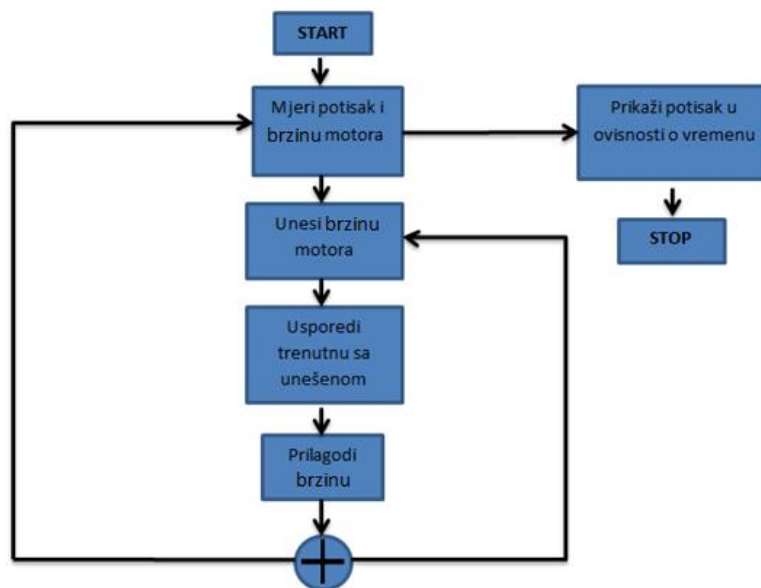 START
Mjeri potisak i
brzinu motora
Prikaži potisak u
ovisnosti o vremenu
Unesi brzinu
motora
STOP
Usporedi
trenutnu sa
unešenom
Prilagodi
brzinu